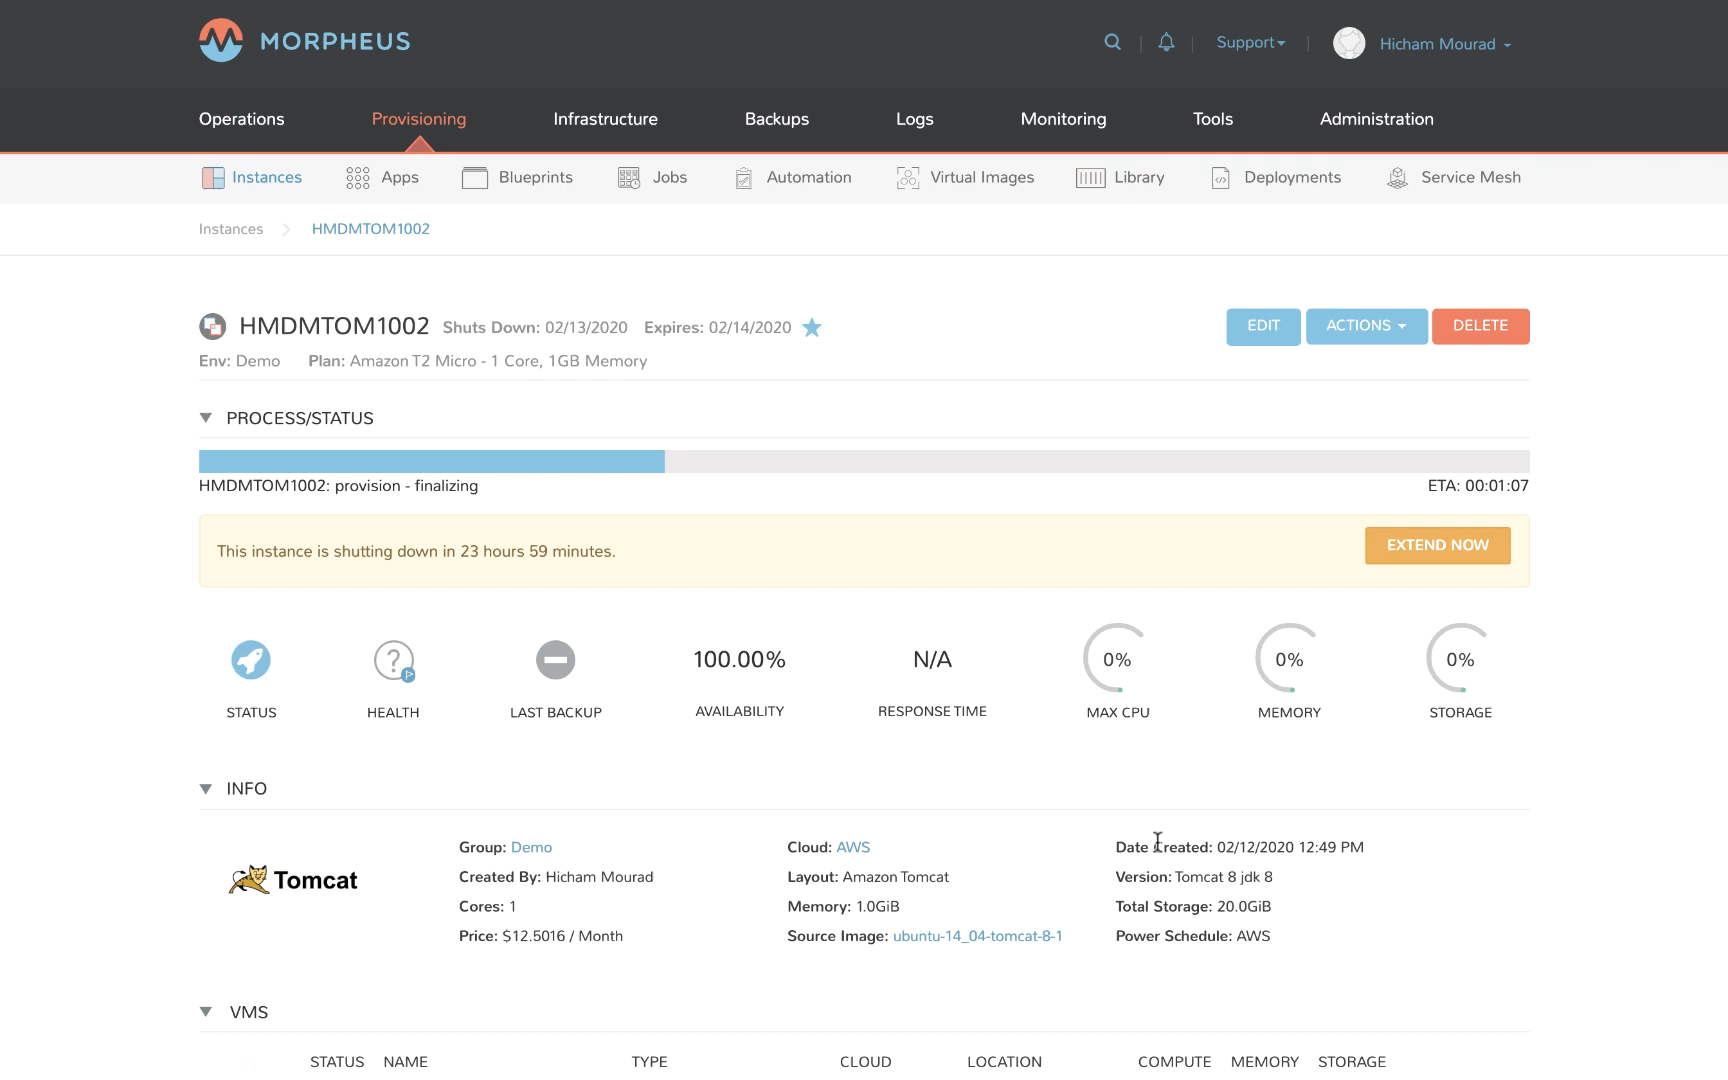 MORPHEUS
Support
Hicham Mourad
Operations Provisioning Infrastructure Backups Logs Monitoring Tools Administration
Instances Apps Blueprints Jobs Automation Virtual Images Library Deployments Service Mesh
Instances HMDMTOM1002
HMDMTOM1002 Shuts Down: 02/13/2020 Expires: 02/14/2020
EDIT ACTIONS DELETE
Env: Demo Plan: Amazon T2 Micro - 1 Core, 1GB Memory
PROCESS/STATUS
HMDMTOM1002: provision - finalizing ETA: 00:01:07
This instance is shutting down in 23 hours 59 minutes. EXTEND NOW
? 100.00% N/A 0% 0% 0%
STATUS HEALTH LAST BACKUP AVAILABILITY RESPONSE TIME MAX CPU MEMORY STORAGE
INFO
Tomcat
Group: Demo Cloud: AWS Date Created: 02/12/2020 12:49 PM
Created By: Hicham Mourad Layout: Amazon Tomcat Version: Tomcat 8 jdk 8
Cores: 1 Memory: 1.0GiB Total Storage: 20.0GiB
Price: $12.5016 / Month Source Image: ubuntu-14_04-tomcat-8-1 Power Schedule: AWS
VMS
STATUS NAME TYPE CLOUD LOCATION COMPUTE MEMORY STORAGE